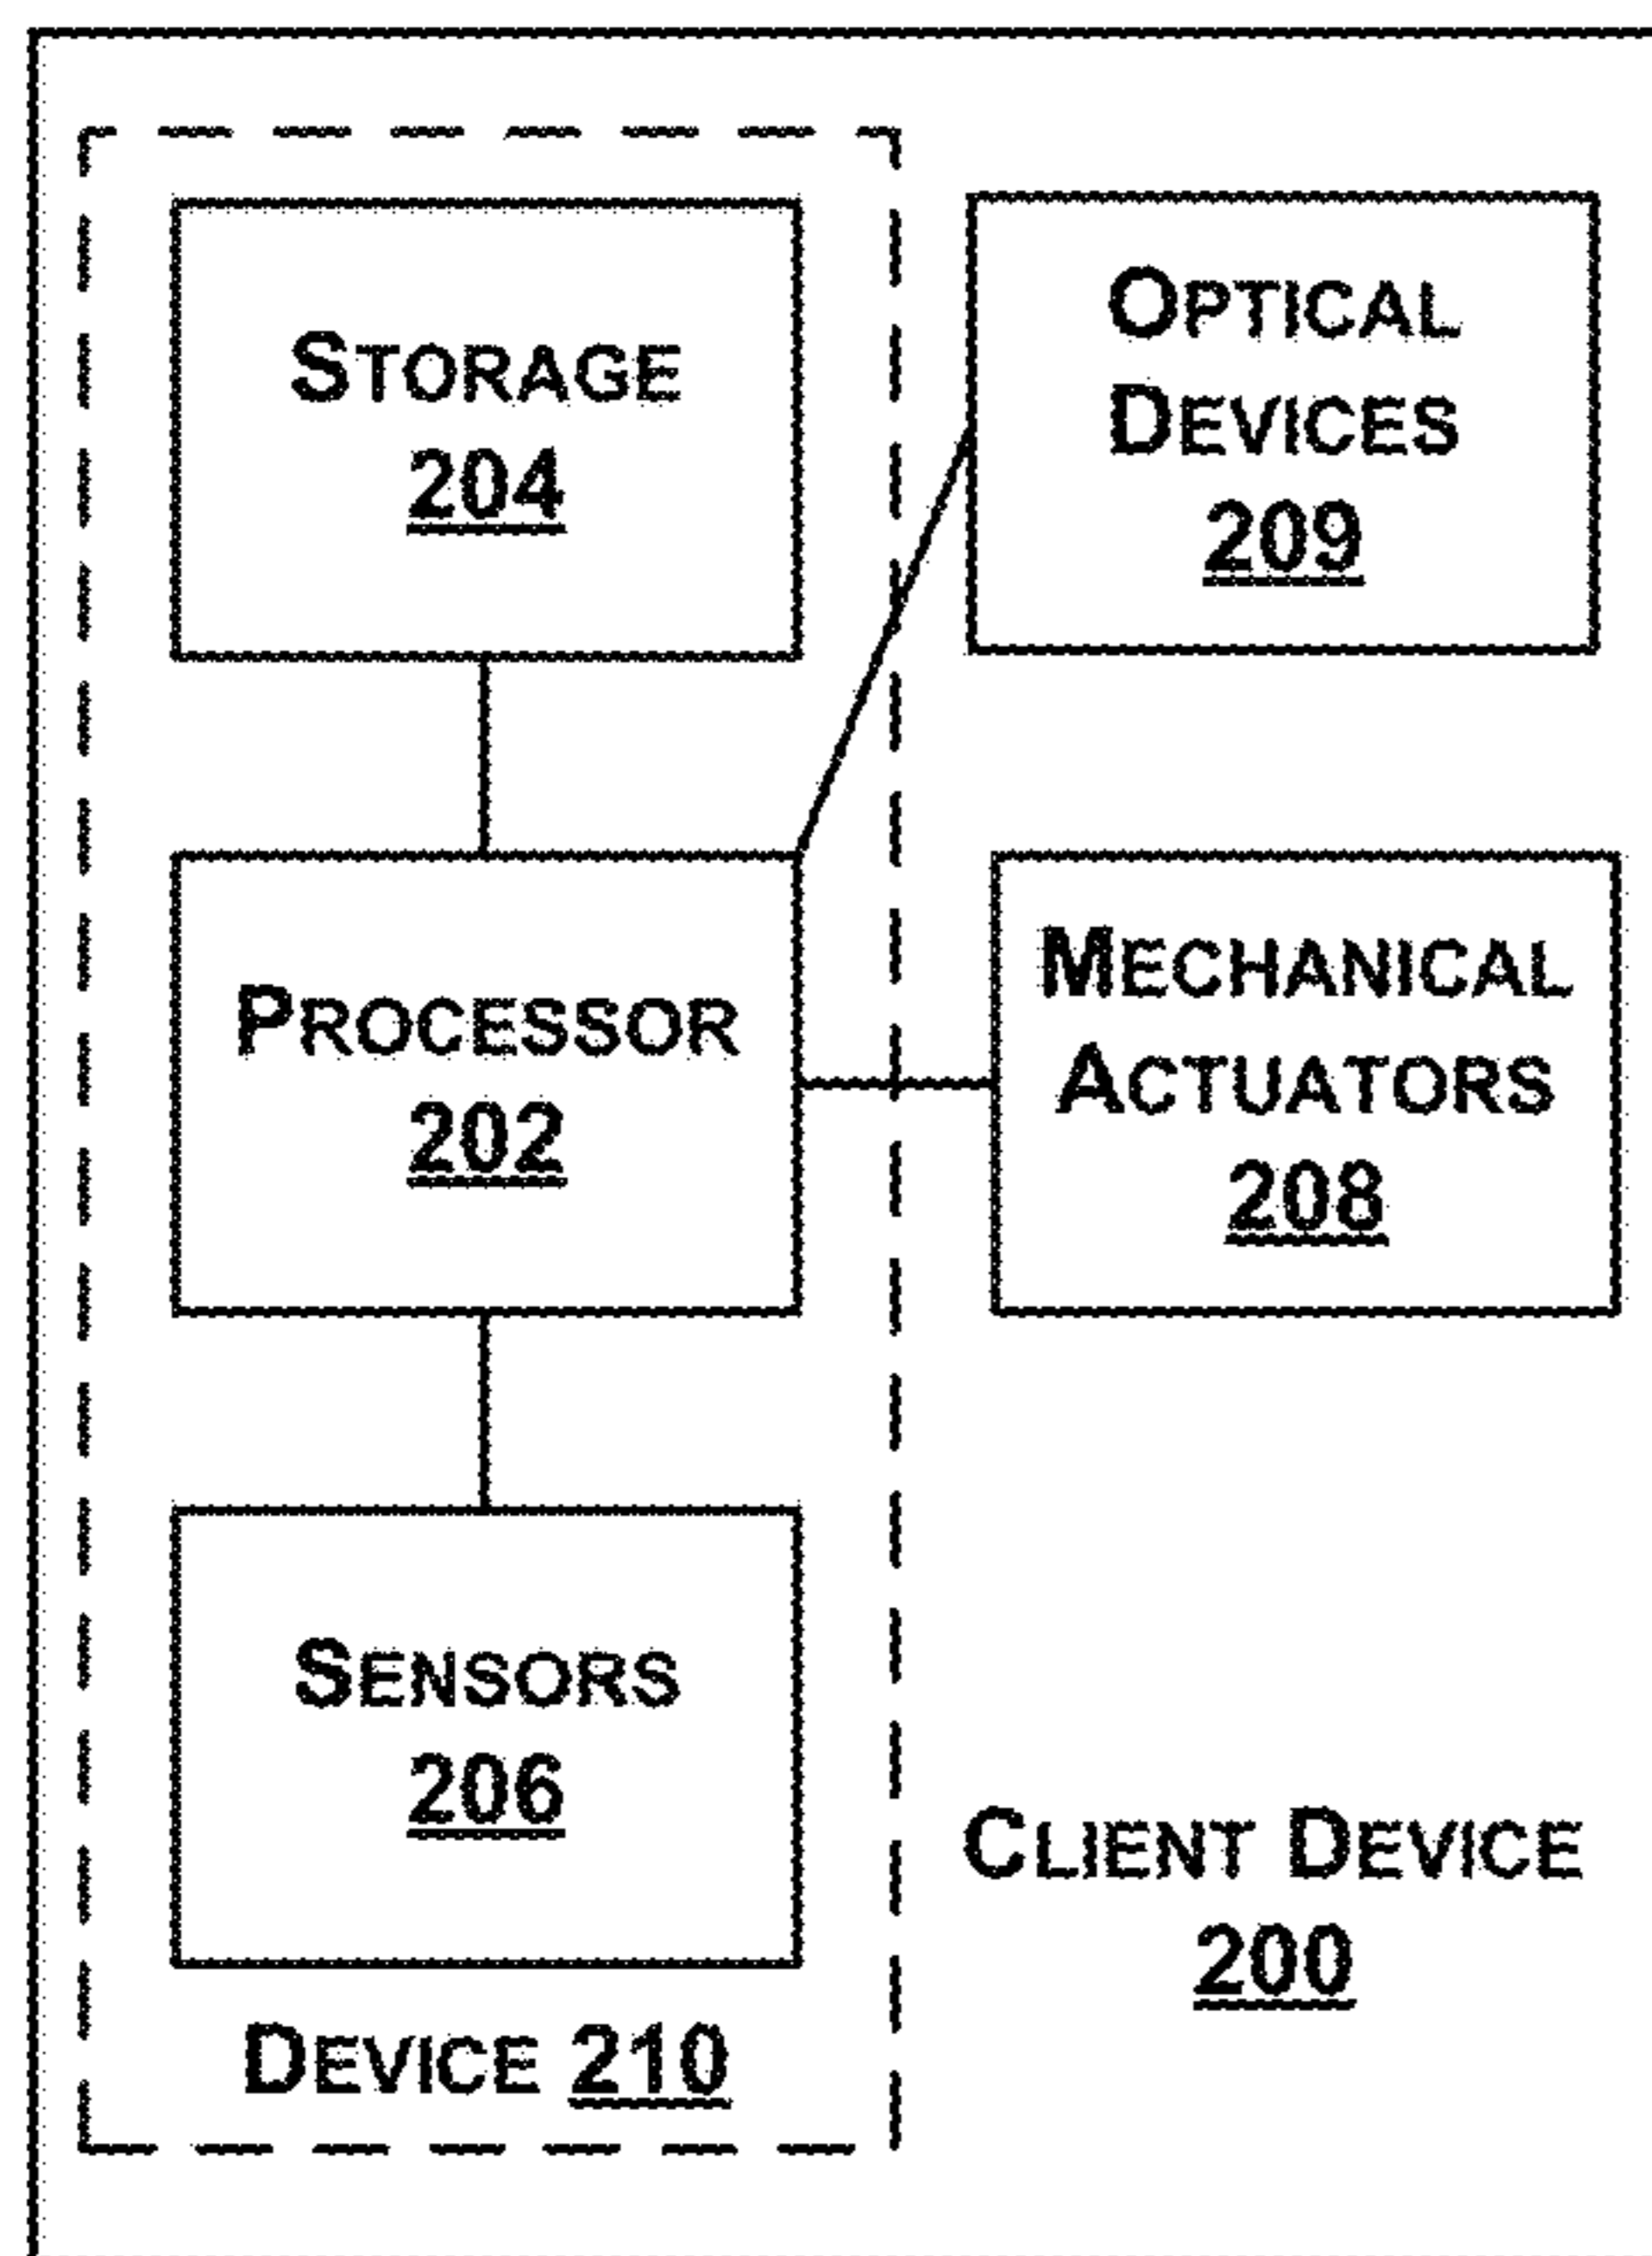 STORAGE
204
OPTICAL
DEVICES
209
PROCESSOR
202
MECHANICAL
ACTUATORS
208
SENSORS
206
DEVICE 210
CLIENT DEVICE
200